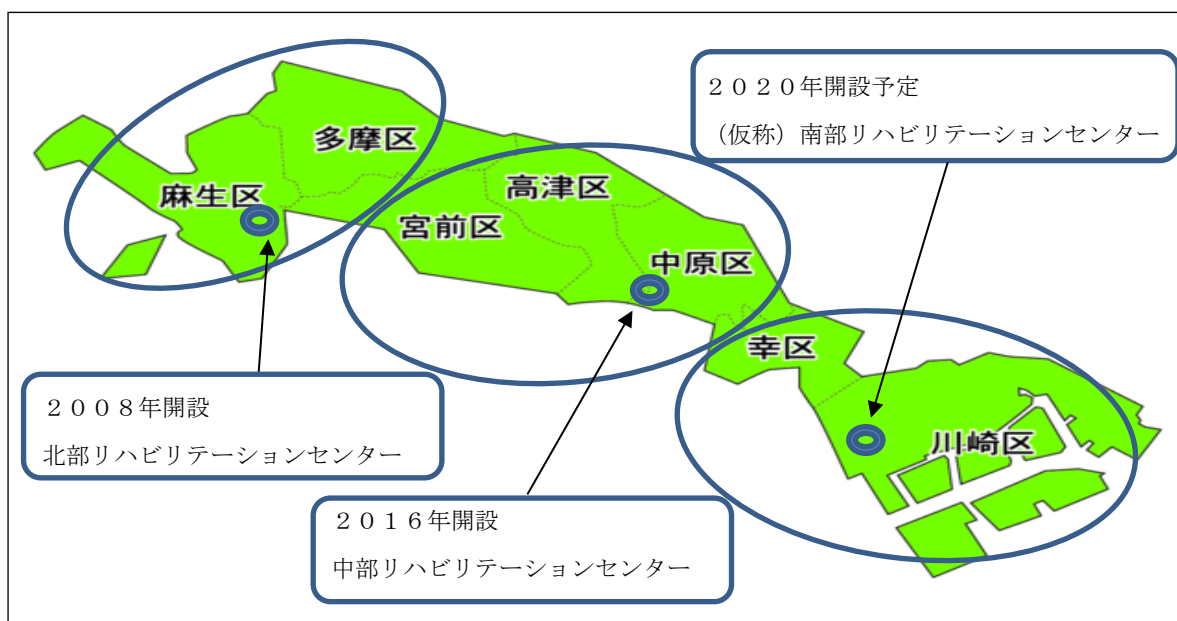 ２０２０年開設予定
（仮称）南部リハビリテーションセンター
多摩区
麻生区
高津区
宮前区
中原区
幸区
川崎区
２００８年開設
北部リハビリテーションセンター
２０１６年開設
中部リハビリテーションセンター